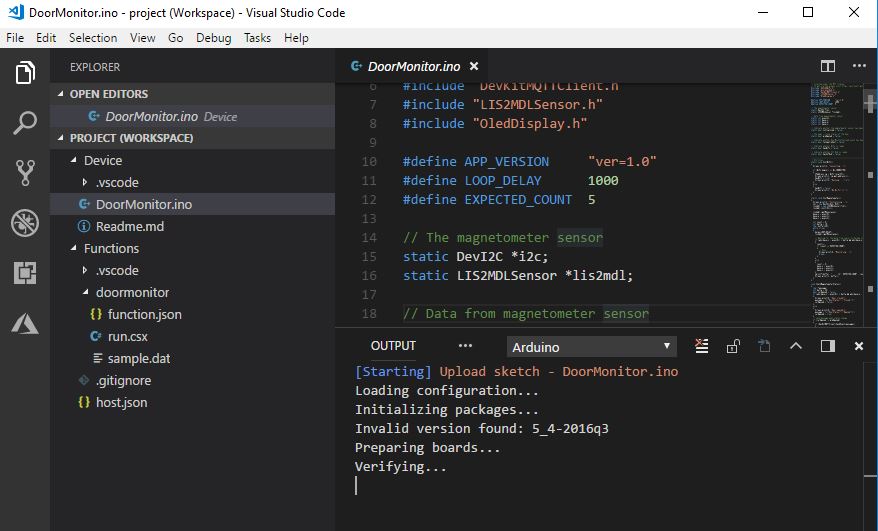 DoorMonitor.ino - project (Workspace) - Visual Studio Code
File Edit Selection View Go Debug Tasks Help
EXPLORER
OPEN EDITORS
DoorMonitor.ino Device
PROJECT (WORKSPACE)
Device
.vscode
DoorMonitor.ino
Readme.md
Functions
.vscode
doormonitor
{ } function.json
run.csx
sample.dat
.gitignore
{ } host.json
DoorMonitor.ino
6 #include "DevKitMQTTClient.h"
7 #include "LIS2MDLSensor.h"
8 #include "OledDisplay.h"
9
10 #define APP_VERSION "ver=1.0"
11 #define LOOP_DELAY 1000
12 #define EXPECTED_COUNT 5
13
14 // The magnetometer sensor
15 static DevI2C *i2c;
16 static LIS2MDLSensor *lis2mdl;
17
18 // Data from magnetometer sensor
OUTPUT
Arduino
[Starting] Upload sketch - DoorMonitor.ino
Loading configuration...
Initializing packages...
Invalid version found: 5_4-2016q3
Preparing boards...
Verifying...